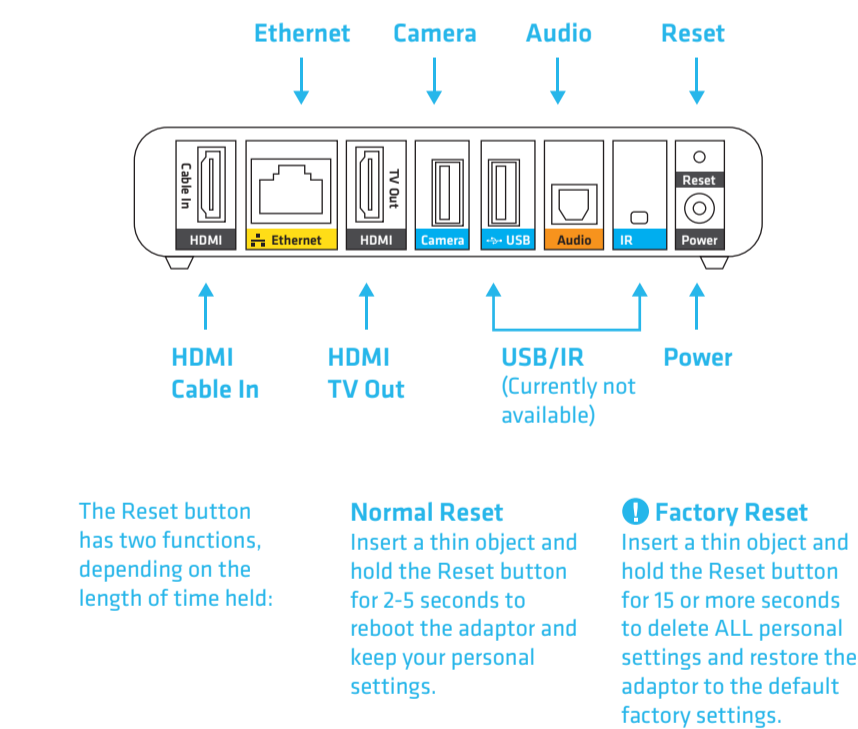 Ethernet
Camera
Audio
Reset
Cable In
HDMI
Ethernet
TV Out
HDMI
Camera
USB
Audio
IR
Reset
Power
HDMI
Cable In
HDMI
TV Out
USB/IR
(Currently not
available)
Power
The Reset button
has two functions,
depending on the
length of time held:
Normal Reset
Insert a thin object and
hold the Reset button
for 2-5 seconds to
reboot the adaptor and
keep your personal
settings.
! Factory Reset
Insert a thin object and
hold the Reset button
for 15 or more seconds
to delete ALL personal
settings and restore the
adaptor to the default
factory settings.